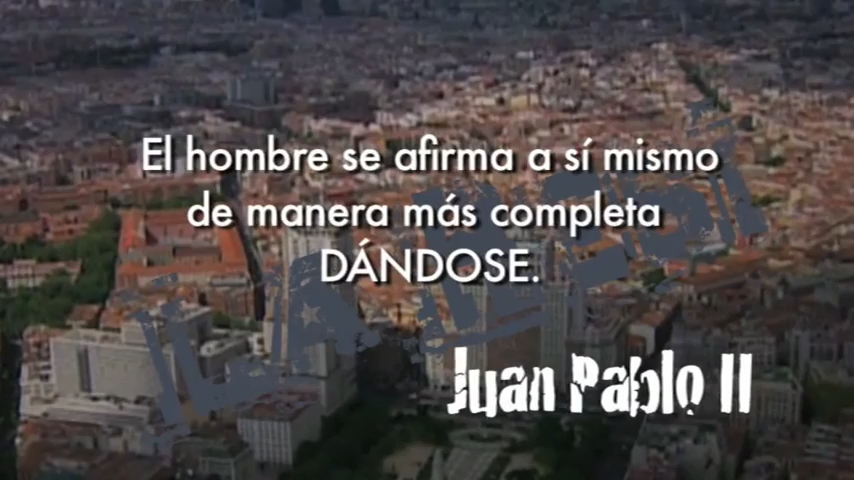 El hombre se afirma a sí mismo
de manera más completa
DÁNDOSE.
Juan Pablo II